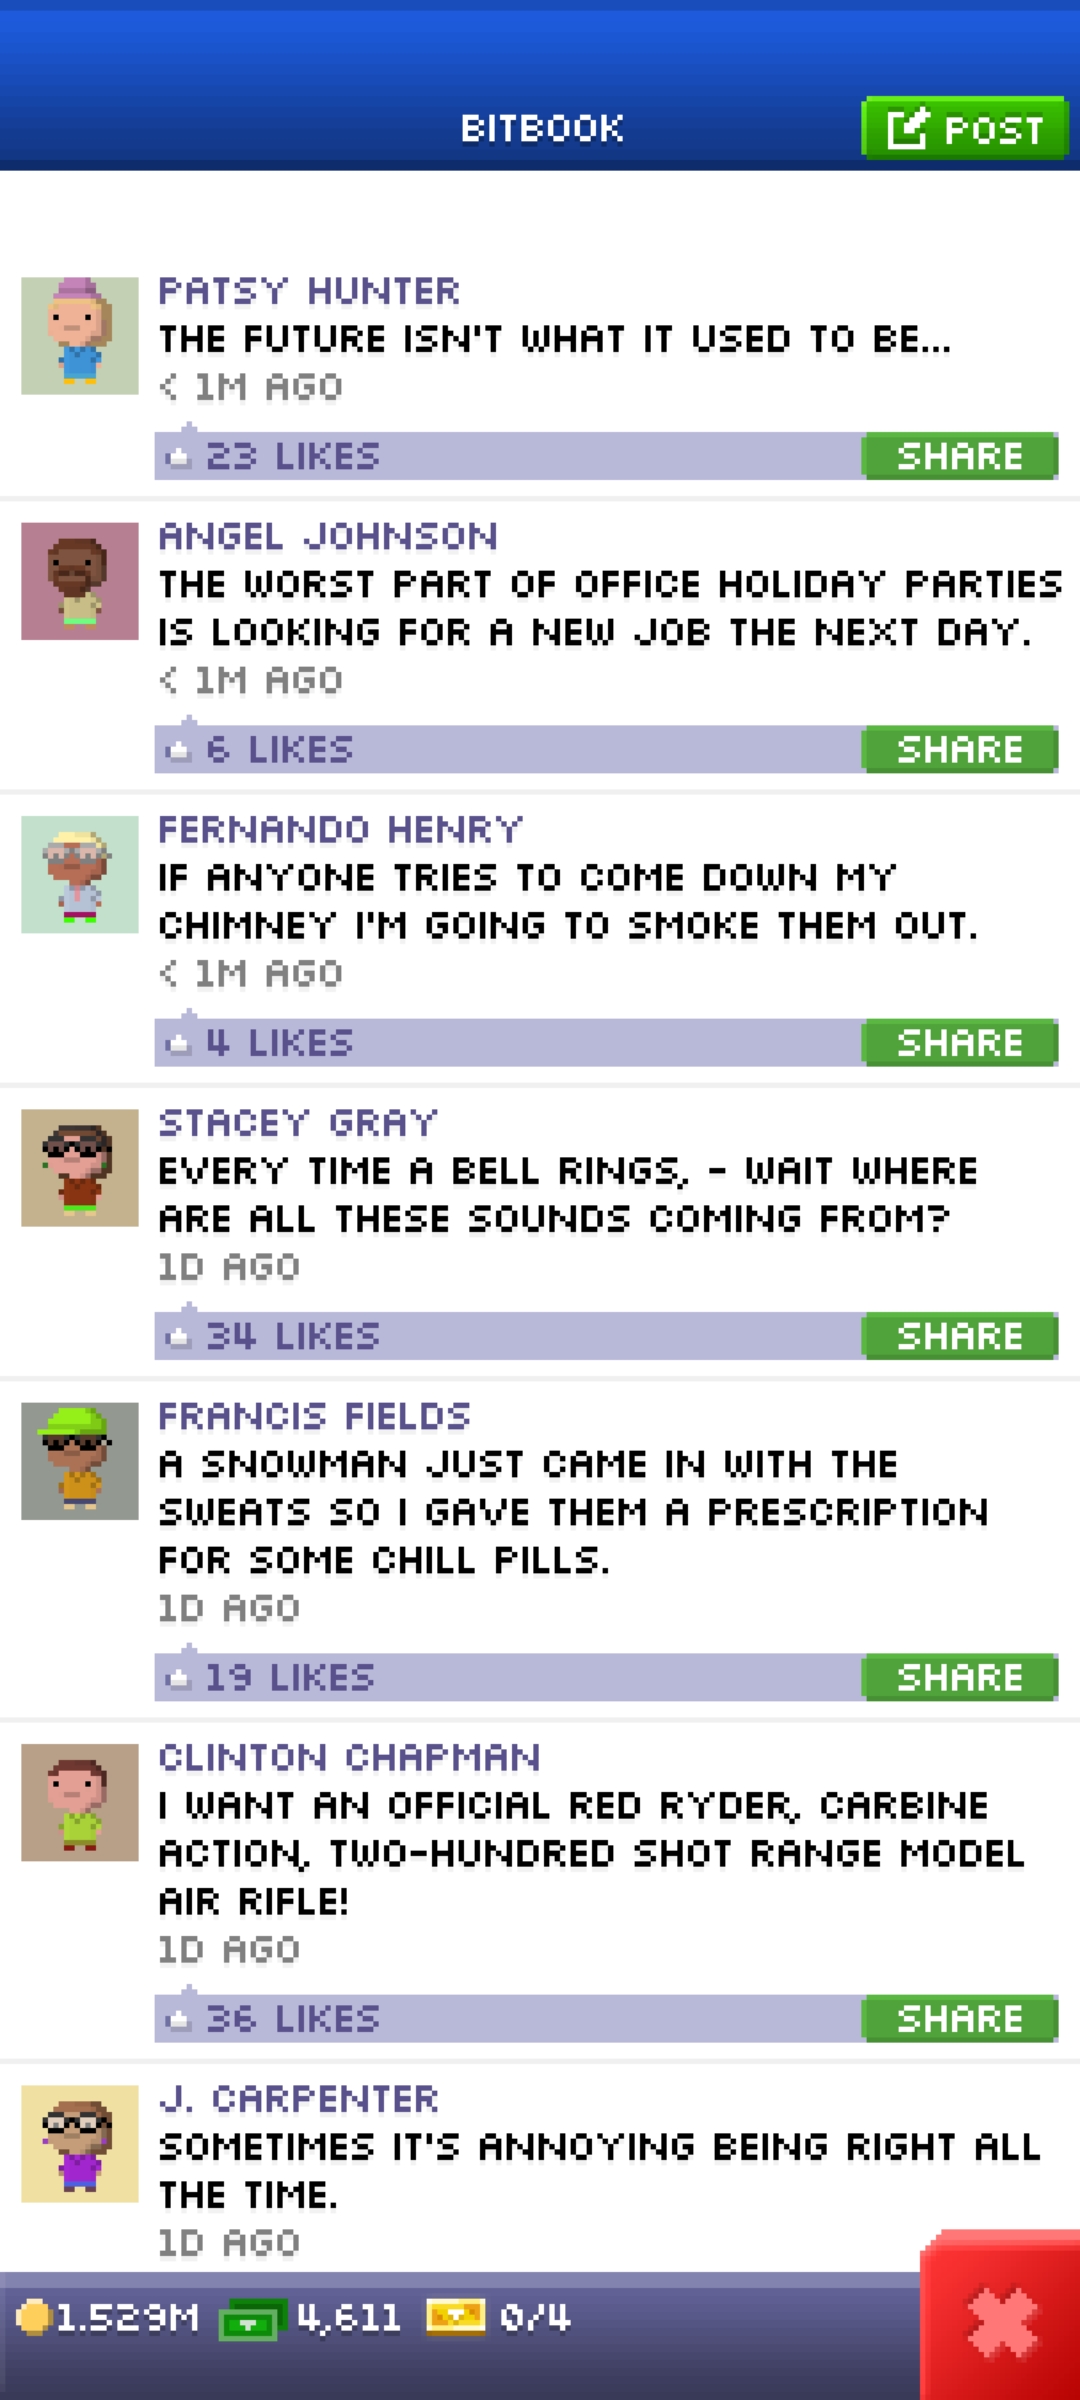 BITBOOK
POST
PATSY HUNTER
THE FUTURE ISN'T WHAT IT USED TO BE...
< 1M AGO
23 LIKES
SHARE
ANGEL JOHNSON
THE WORST PART OF OFFICE HOLIDAY PARTIES
IS LOOKING FOR A NEW JOB THE NEXT DAY.
< 1M AGO
6 LIKES
SHARE
FERNANDO HENRY
IF ANYONE TRIES TO COME DOWN MY
CHIMNEY I'M GOING TO SMOKE THEM OUT.
< 1M AGO
4 LIKES
SHARE
STACEY GRAY
EVERY TIME A BELL RINGS, - WAIT WHERE
ARE ALL THESE SOUNDS COMING FROM?
1D AGO
34 LIKES
SHARE
FRANCIS FIELDS
A SNOWMAN JUST CAME IN WITH THE
SWEATS SO I GAVE THEM A PRESCRIPTION
FOR SOME CHILL PILLS.
1D AGO
19 LIKES
SHARE
CLINTON CHAPMAN
I WANT AN OFFICIAL RED RYDER, CARBINE
ACTION, TWO-HUNDRED SHOT RANGE MODEL
AIR RIFLE!
1D AGO
36 LIKES
SHARE
J. CARPENTER
SOMETIMES IT'S ANNOYING BEING RIGHT ALL
THE TIME.
1D AGO
1.529M 4,611 0/4